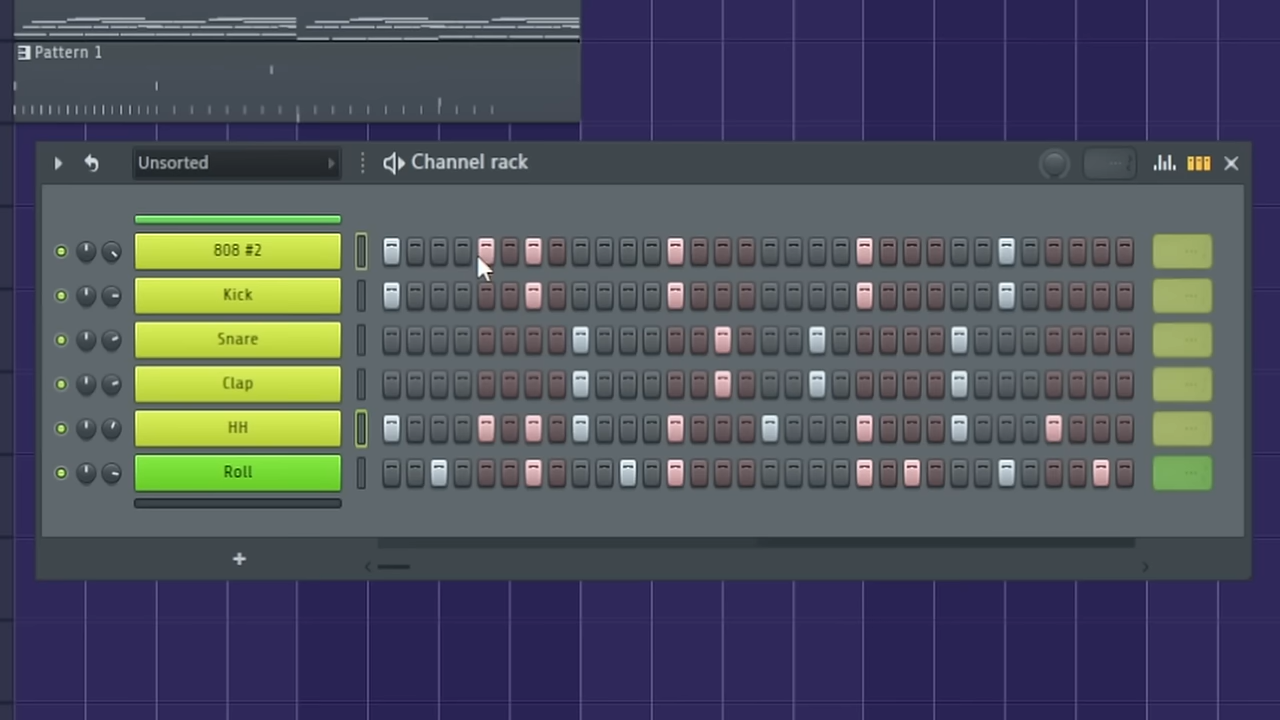 Pattern 1
Unsorted
Channel rack
808 #2
Kick
Snare
Clap
HH
Roll